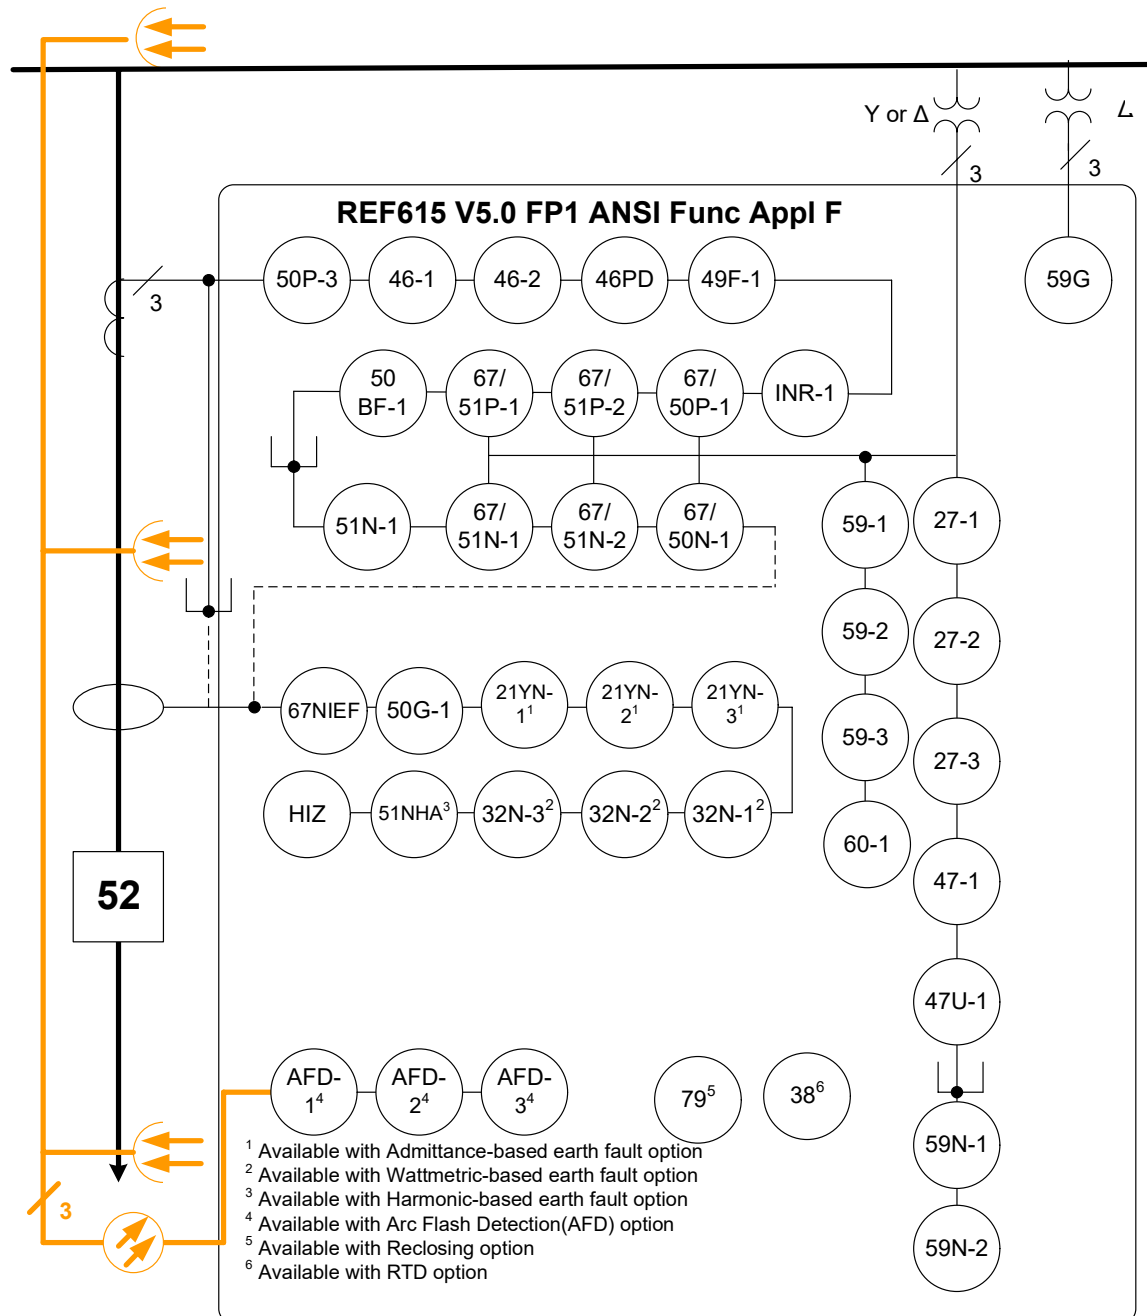 Y or Δ
3
3
REF615 V5.0 FP1 ANSI Func Appl F
3
50P-3
46-1
46-2
46PD
49F-1
59G
50
BF-1
67/
51P-1
67/
51P-2
67/
50P-1
INR-1
51N-1
67/
51N-1
67/
51N-2
67/
50N-1
59-1
27-1
59-2
27-2
67NIEF
50G-1
21YN-
1¹
21YN-
2¹
21YN-
3¹
59-3
27-3
HIZ
51NHA³
32N-3²
32N-2²
32N-1²
60-1
47-1
52
47U-1
AFD-
1⁴
AFD-
2⁴
AFD-
3⁴
79⁵
38⁶
59N-1
59N-2
3
¹ Available with Admittance-based earth fault option
² Available with Wattmetric-based earth fault option
³ Available with Harmonic-based earth fault option
⁴ Available with Arc Flash Detection(AFD) option
⁵ Available with Reclosing option
⁶ Available with RTD option